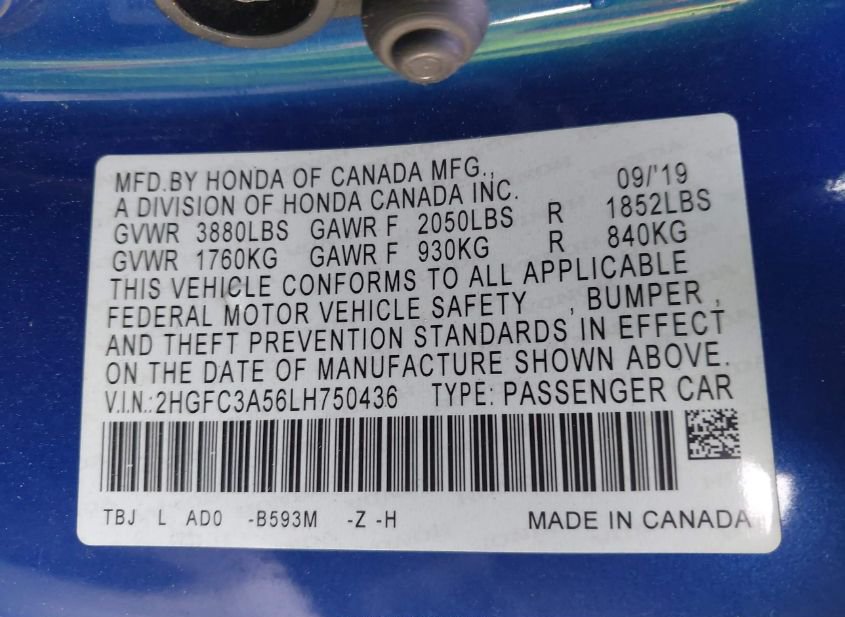 MFD.BY HONDA OF CANADA MFG., 09/'19
A DIVISION OF HONDA CANADA INC.
GVWR 3880LBS GAWR F 2050LBS R 1852LBS
GVWR 1760KG GAWR F 930KG R 840KG
THIS VEHICLE CONFORMS TO ALL APPLICABLE
FEDERAL MOTOR VEHICLE SAFETY , BUMPER ,
AND THEFT PREVENTION STANDARDS IN EFFECT
ON THE DATE OF MANUFACTURE SHOWN ABOVE.
V.I.N.:2HGFC3A56LH750436 TYPE: PASSENGER CAR
TBJ L AD0 -B593M -Z -H MADE IN CANADA